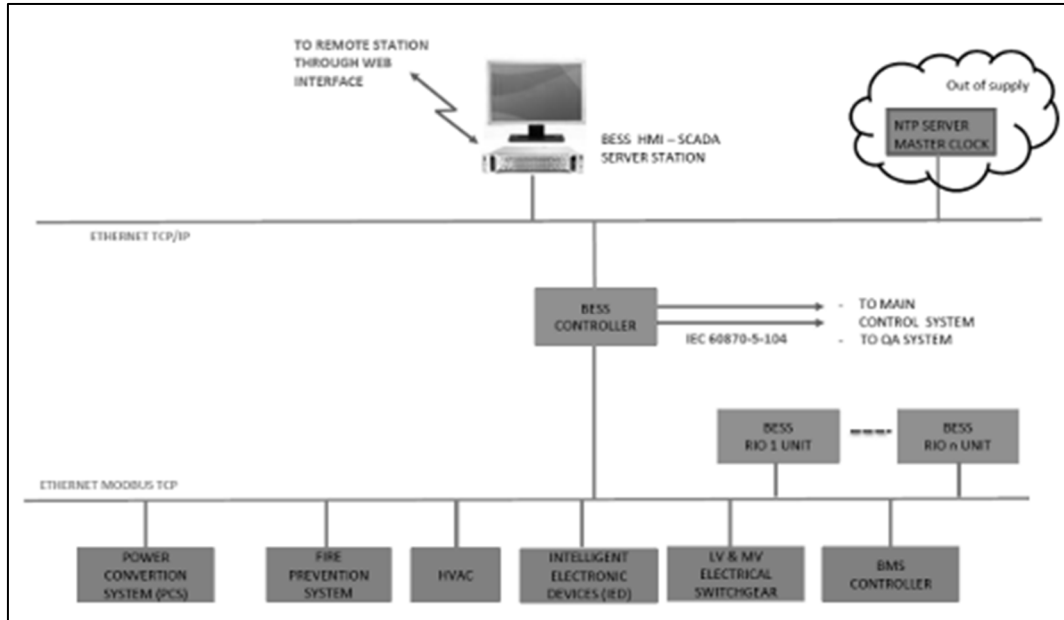 TO REMOTE STATION
THROUGH WEB
INTERFACE
BESS HMI – SCADA
SERVER STATION
Out of supply
NTP SERVER
MASTER CLOCK
ETHERNET TCP/IP
BESS
CONTROLLER
IEC 60870-5-104
- TO MAIN
CONTROL SYSTEM
- TO QA SYSTEM
BESS
RIO 1 UNIT
BESS
RIO n UNIT
ETHERNET MODBUS TCP
POWER
CONVERTION
SYSTEM (PCS)
FIRE
PREVENTION
SYSTEM
HVAC
INTELLIGENT
ELECTRONIC
DEVICES (IED)
LV & MV
ELECTRICAL
SWITCHGEAR
BMS
CONTROLLER